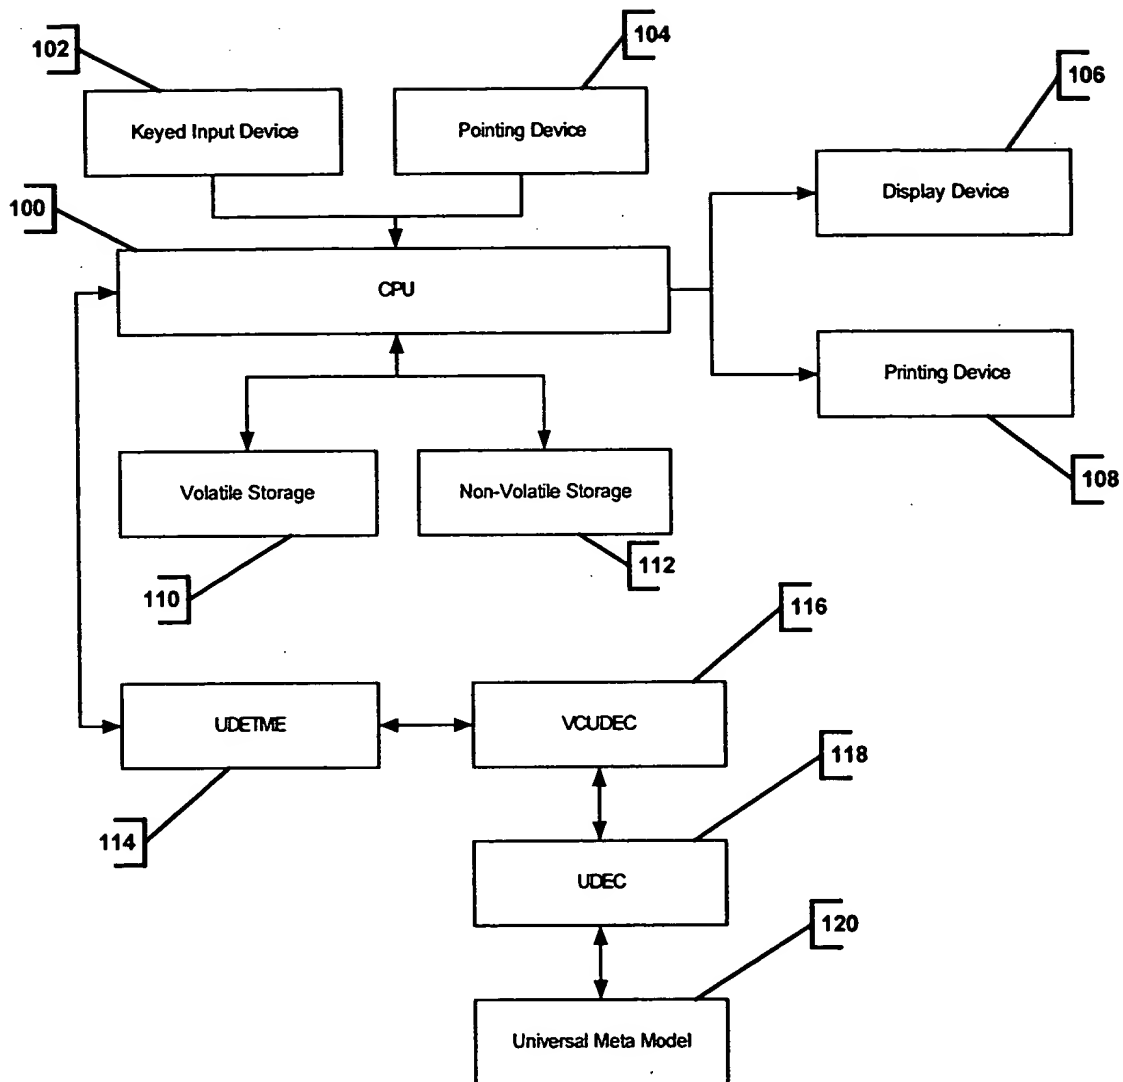 102
104
106
Keyed Input Device
Pointing Device
Display Device
100
CPU
Printing Device
Volatile Storage
Non-Volatile Storage
108
112
110
116
UDETME
VCUDEC
118
114
UDEC
120
Universal Meta Model